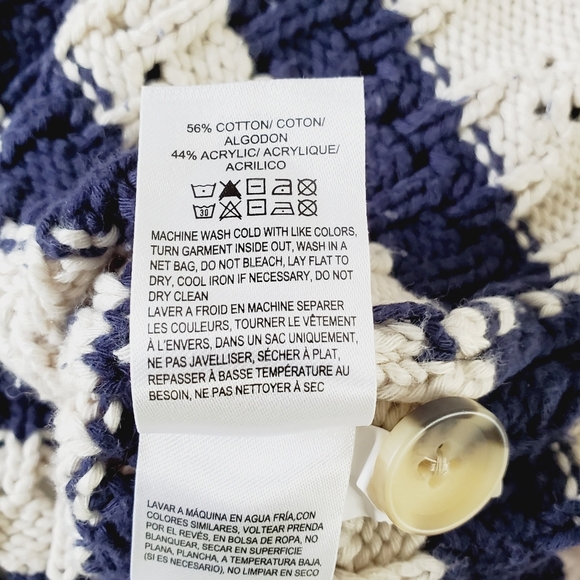 56% COTTON/ COTON/
ALGODON
44% ACRYLIC/ ACRYLIQUE/
ACRILICO
30
MACHINE WASH COLD WITH LIKE COLORS,
TURN GARMENT INSIDE OUT, WASH IN A
NET BAG, DO NOT BLEACH, LAY FLAT TO
DRY, COOL IRON IF NECESSARY, DO NOT
DRY CLEAN
LAVER A FROID EN MACHINE SEPARER
LES COULEURS, TOURNER LE VÊTEMENT
À L'ENVERS, DANS UN SAC UNIQUEMENT,
NE PAS JAVELLISER, SÉCHER À PLAT,
REPASSER À BASSE TEMPÉRATURE AU
BESOIN, NE PAS NETTOYER À SEC
LAVAR A MÁQUINA EN AGUA FRÍA,CON
COLORES SIMILARES, VOLTEAR PRENDA
POR EL REVÉS, EN BOLSA DE ROPA, NO
BLANQUEAR, SECAR EN SUPERFICIE
PLANA, PLANCHA, A TEMPERATURA BAJA,
(SI ES NECESARIO), NO LIMPIAR EN SECO